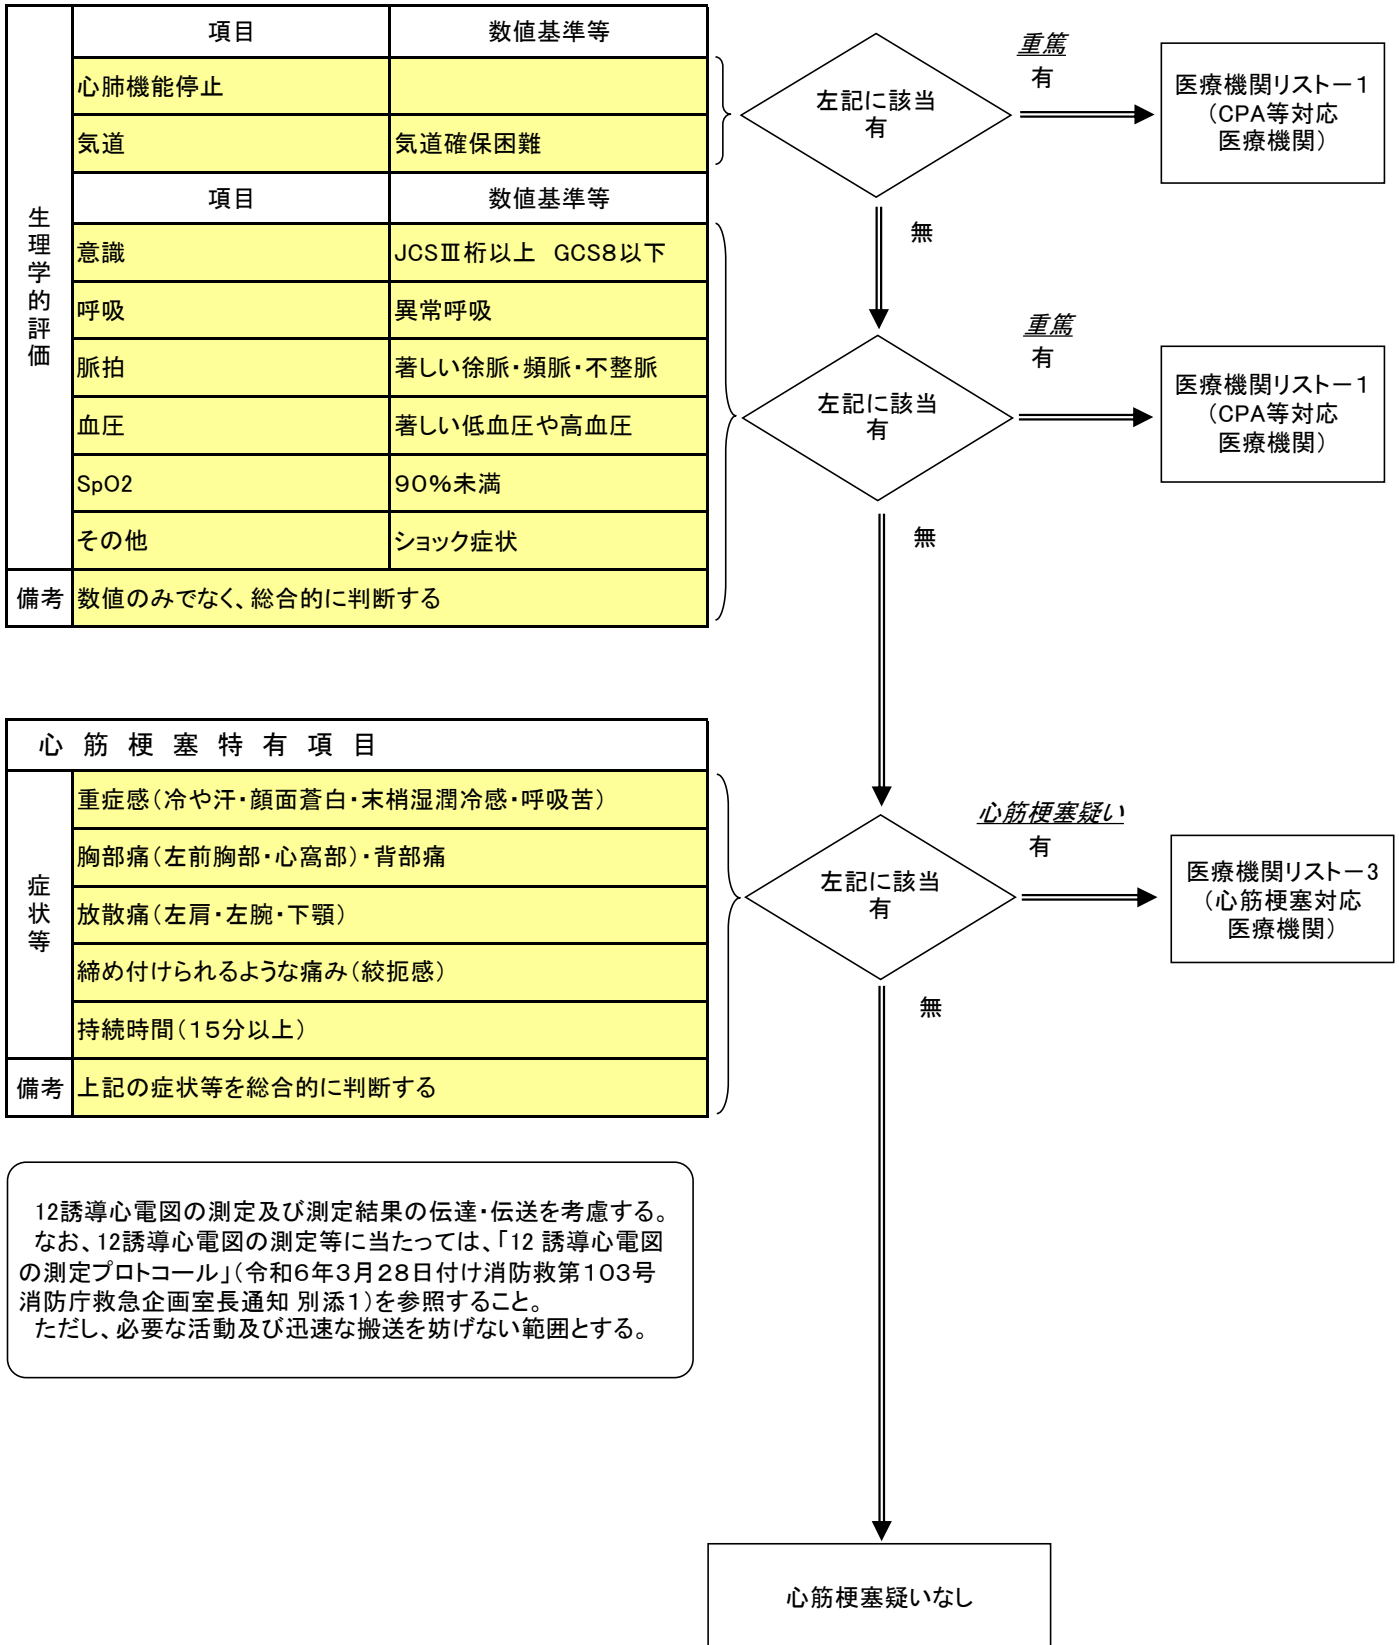 項目 数値基準等
心肺機能停止
気道 気道確保困難
左記に該当
有
重篤
有
医療機関リストー1
(CPA等対応
医療機関)
無
生理学的評価
項目 数値基準等
意識 JCSⅢ桁以上 GCS8以下
呼吸 異常呼吸
脈拍 著しい徐脈・頻脈・不整脈
血圧 著しい低血圧や高血圧
SpO2 90%未満
その他 ショック症状
備考 数値のみでなく、総合的に判断する
左記に該当
有
重篤
有
医療機関リストー1
(CPA等対応
医療機関)
無
心筋梗塞特有項目
症状等
重症感(冷や汗・顔面蒼白・末梢湿潤冷感・呼吸苦)
胸部痛(左前胸部・心窩部)・背部痛
放散痛(左肩・左腕・下顎)
締め付けられるような痛み(絞扼感)
持続時間(15分以上)
備考 上記の症状等を総合的に判断する
左記に該当
有
心筋梗塞疑い
有
医療機関リストー3
(心筋梗塞対応
医療機関)
無
12誘導心電図の測定及び測定結果の伝達・伝送を考慮する。
なお、12誘導心電図の測定等に当たっては、「12 誘導心電図
の測定プロトコール」(令和6年3月28日付け消防救第103号
消防庁救急企画室長通知 別添1)を参照すること。
ただし、必要な活動及び迅速な搬送を妨げない範囲とする。
心筋梗塞疑いなし